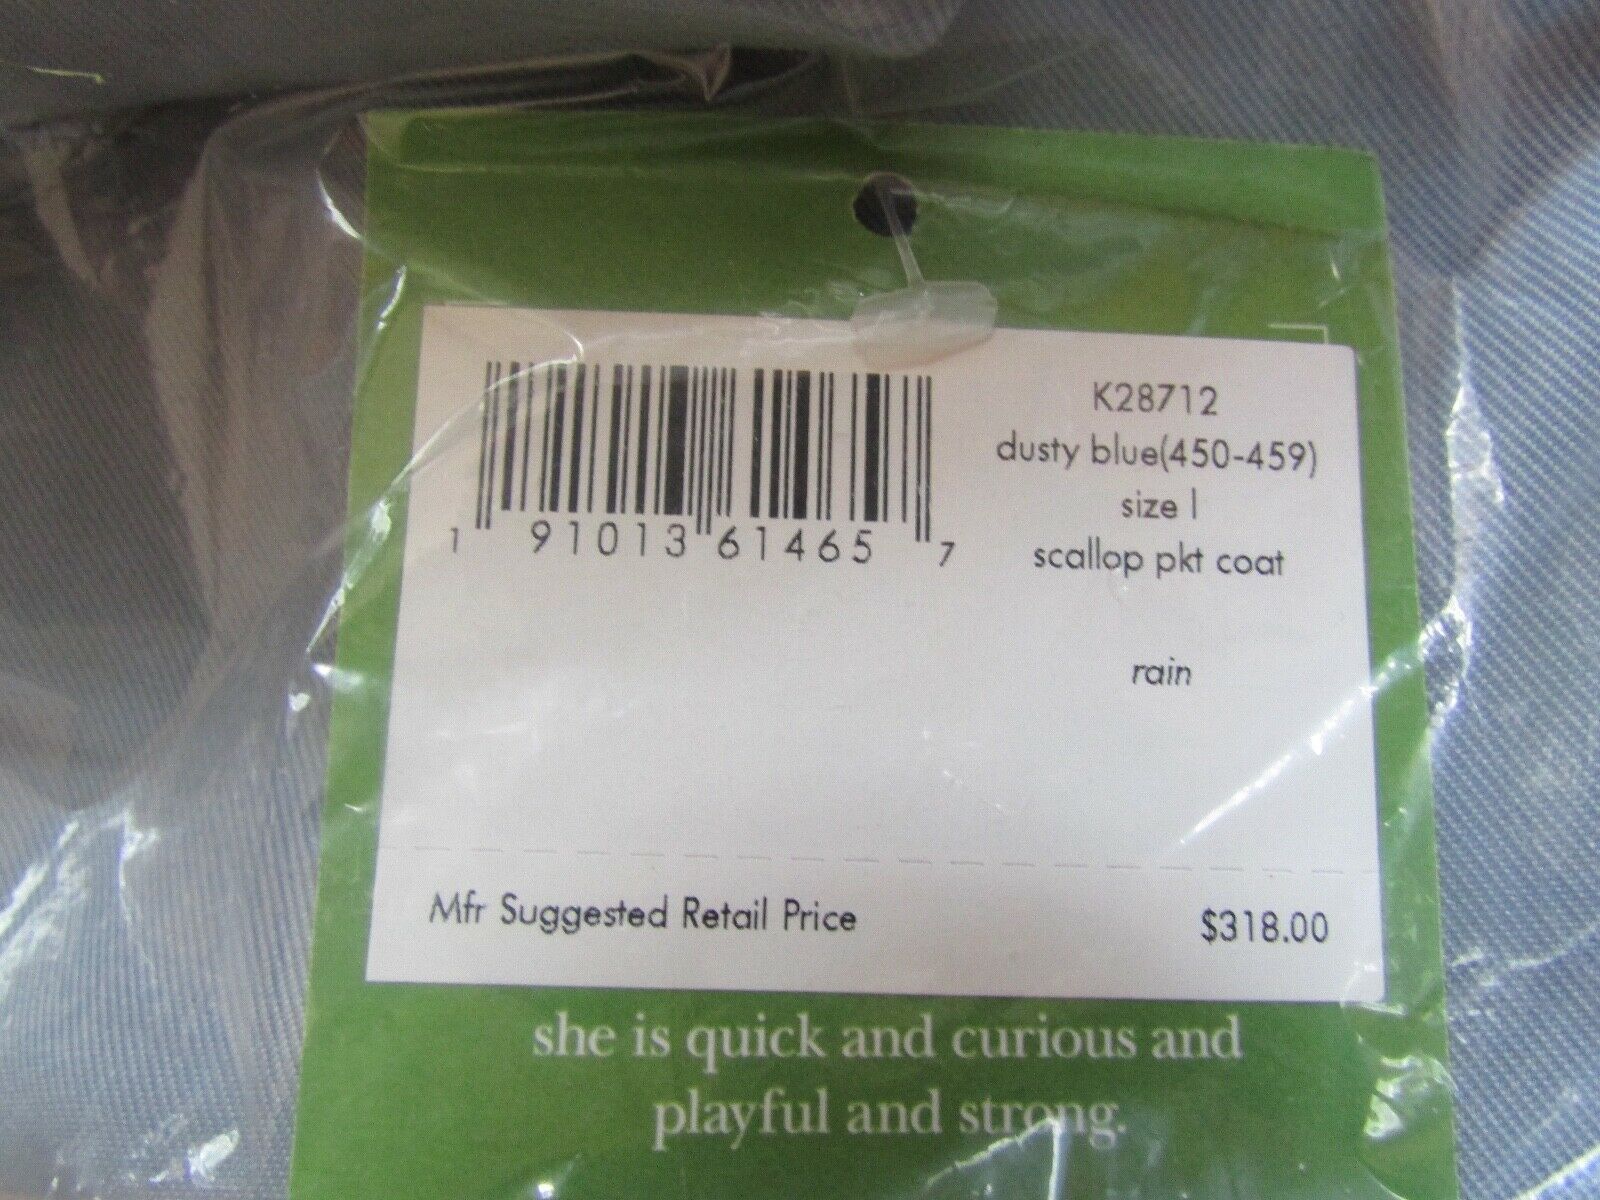 K28712
dusty blue(450-459)
size l
scallop pkt coat
rain
1 91013 61465 7
Mfr Suggested Retail Price $318.00
she is quick and curious and
playful and strong.